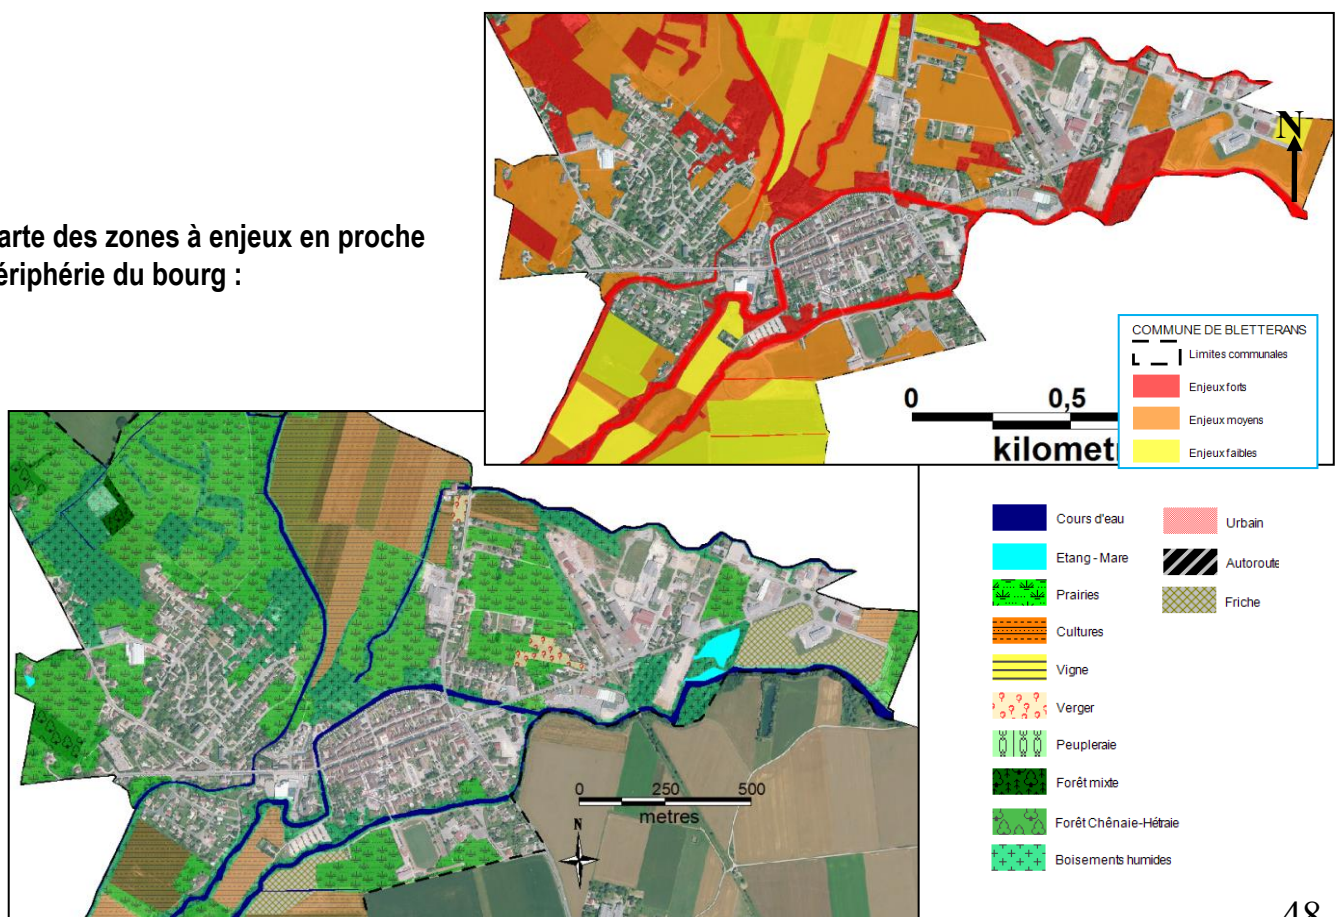 arte des zones à enjeux en proche
ériphérie du bourg :
N
COMMUNE DE BLETTERANS
Limites communales
Enjeux forts
Enjeux moyens
Enjeux faibles
0 0,5
kilomet
Cours d'eau
Etang - Mare
Prairies
Cultures
Vigne
Verger
Peupleraie
Forêt mixte
Forêt Chênaie-Hétraie
Boisements humides
Urbain
Autoroute
Friche
0 250 500
metres
N
48